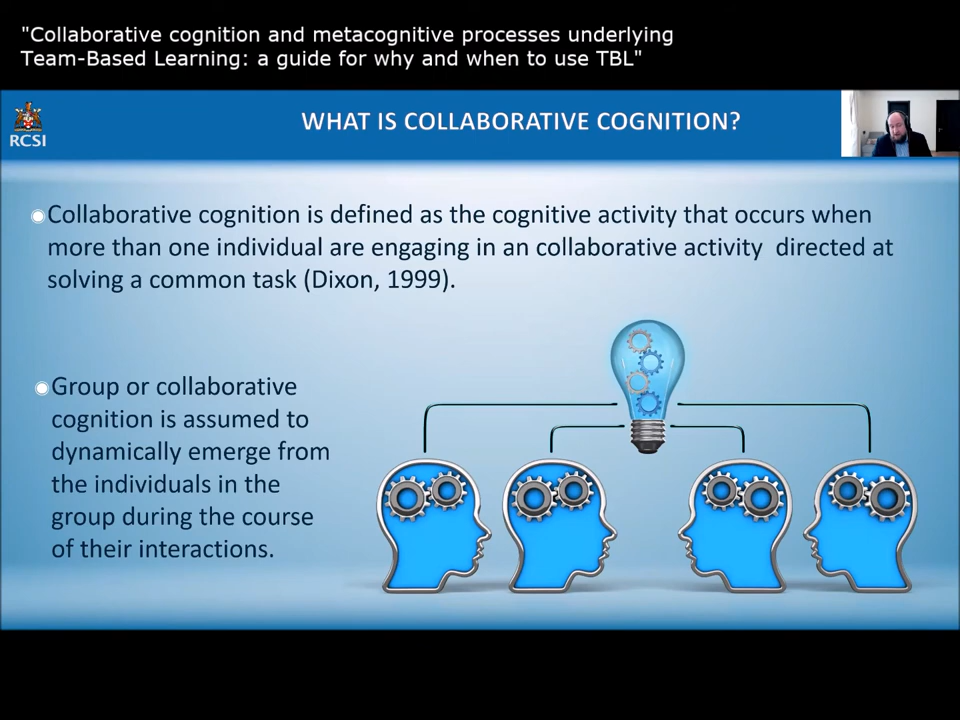 "Collaborative cognition and metacognitive processes underlying
Team-Based Learning: a guide for why and when to use TBL"
RCSI
WHAT IS COLLABORATIVE COGNITION?
Collaborative cognition is defined as the cognitive activity that occurs when
more than one individual are engaging in an collaborative activity directed at
solving a common task (Dixon, 1999).
Group or collaborative
cognition is assumed to
dynamically emerge from
the individuals in the
group during the course
of their interactions.